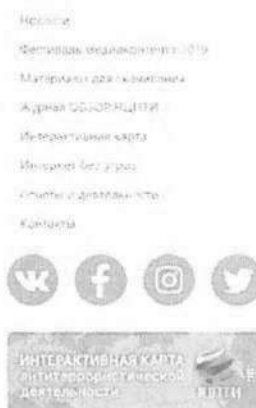 Новости
Фестиваль медиаконтента 2019
Материалы для скачивания
Журнал ОБЗОР.НЦПТИ
Интерактивная карта
Интернет без угроз
Отчеты о деятельности
Контакты
ИНТЕРАКТИВНАЯ КАРТА
антитеррористической
деятельности
НЦПТИ